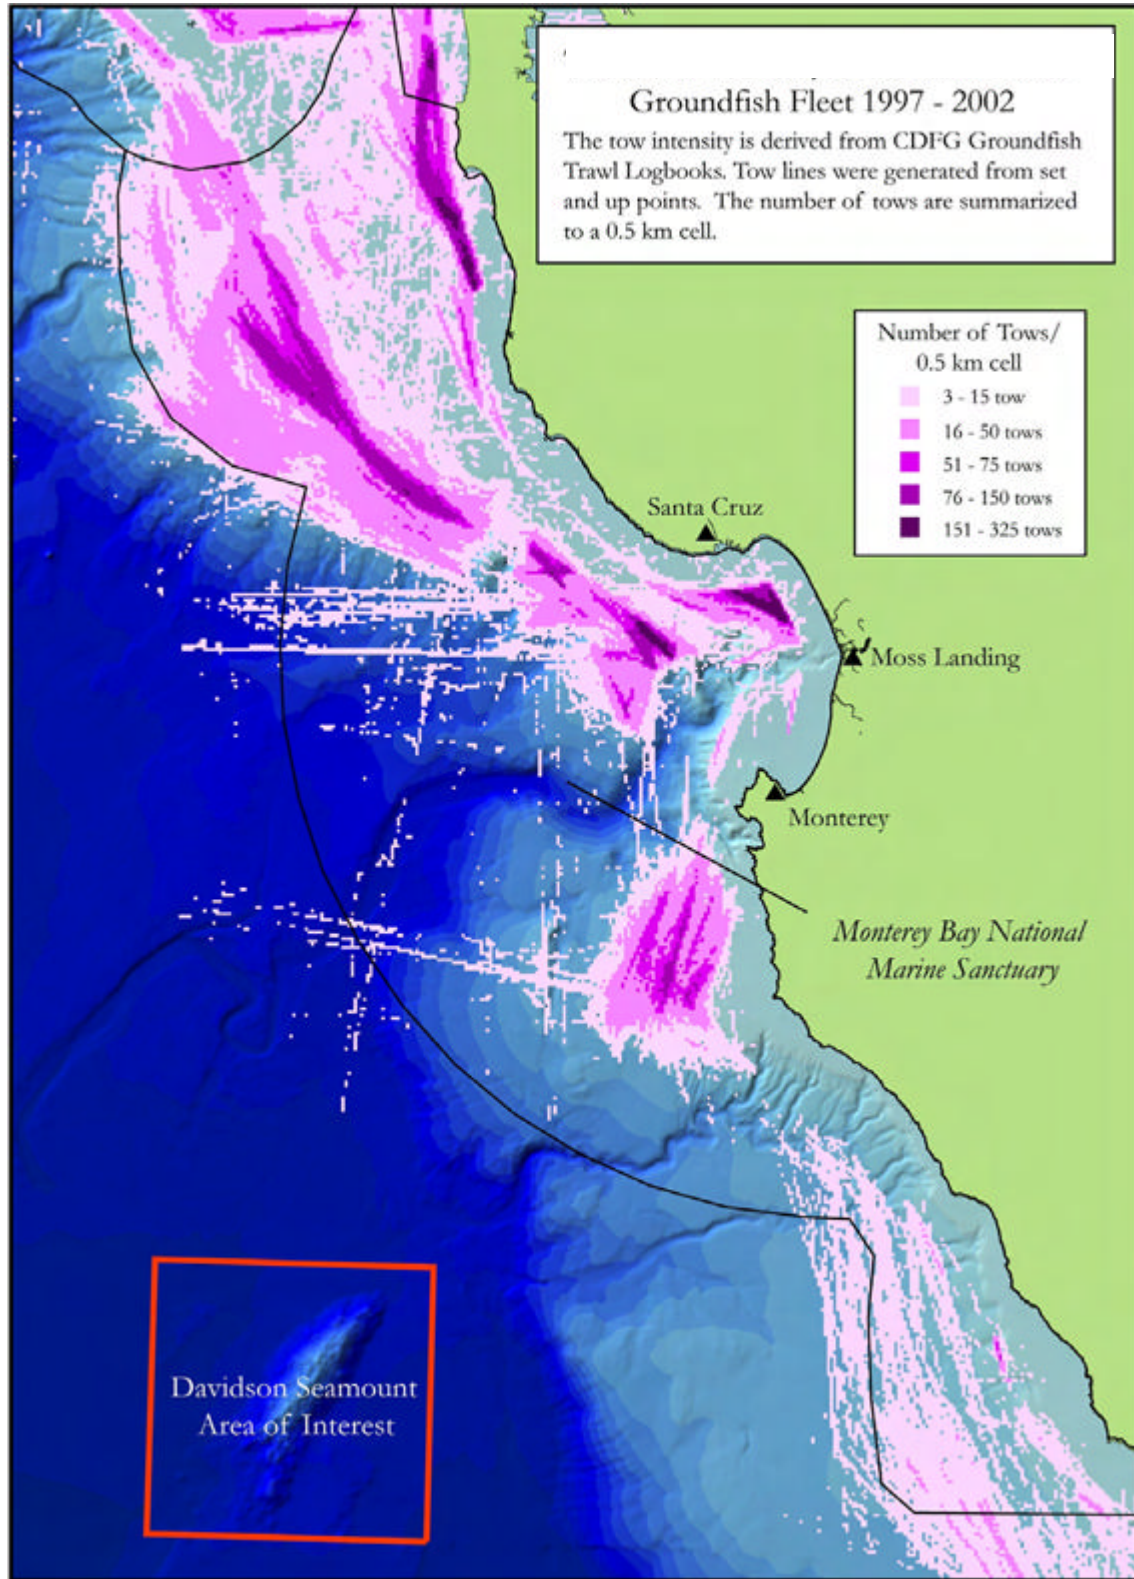 Groundfish Fleet 1997 - 2002
The tow intensity is derived from CDFG Groundfish
Trawl Logbooks. Tow lines were generated from set
and up points. The number of tows are summarized
to a 0.5 km cell.
Number of Tows/
0.5 km cell
3 - 15 tow
16 - 50 tows
51 - 75 tows
76 - 150 tows
151 - 325 tows
Santa Cruz
Moss Landing
Monterey
Monterey Bay National
Marine Sanctuary
Davidson Seamount
Area of Interest